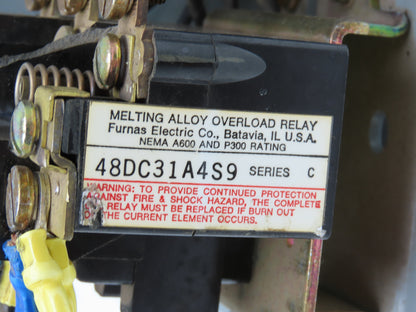 MELTING ALLOY OVERLOAD RELAY
Furnas Electric Co., Batavia, IL U.S.A.
NEMA A600 AND P300 RATING
48DC31A4S9 SERIES C
WARNING: TO PROVIDE CONTINUED PROTECTION
AGAINST FIRE & SHOCK HAZARD, THE COMPLETE
RELAY MUST BE REPLACED IF BURN OUT
OF THE CURRENT ELEMENT OCCURS.